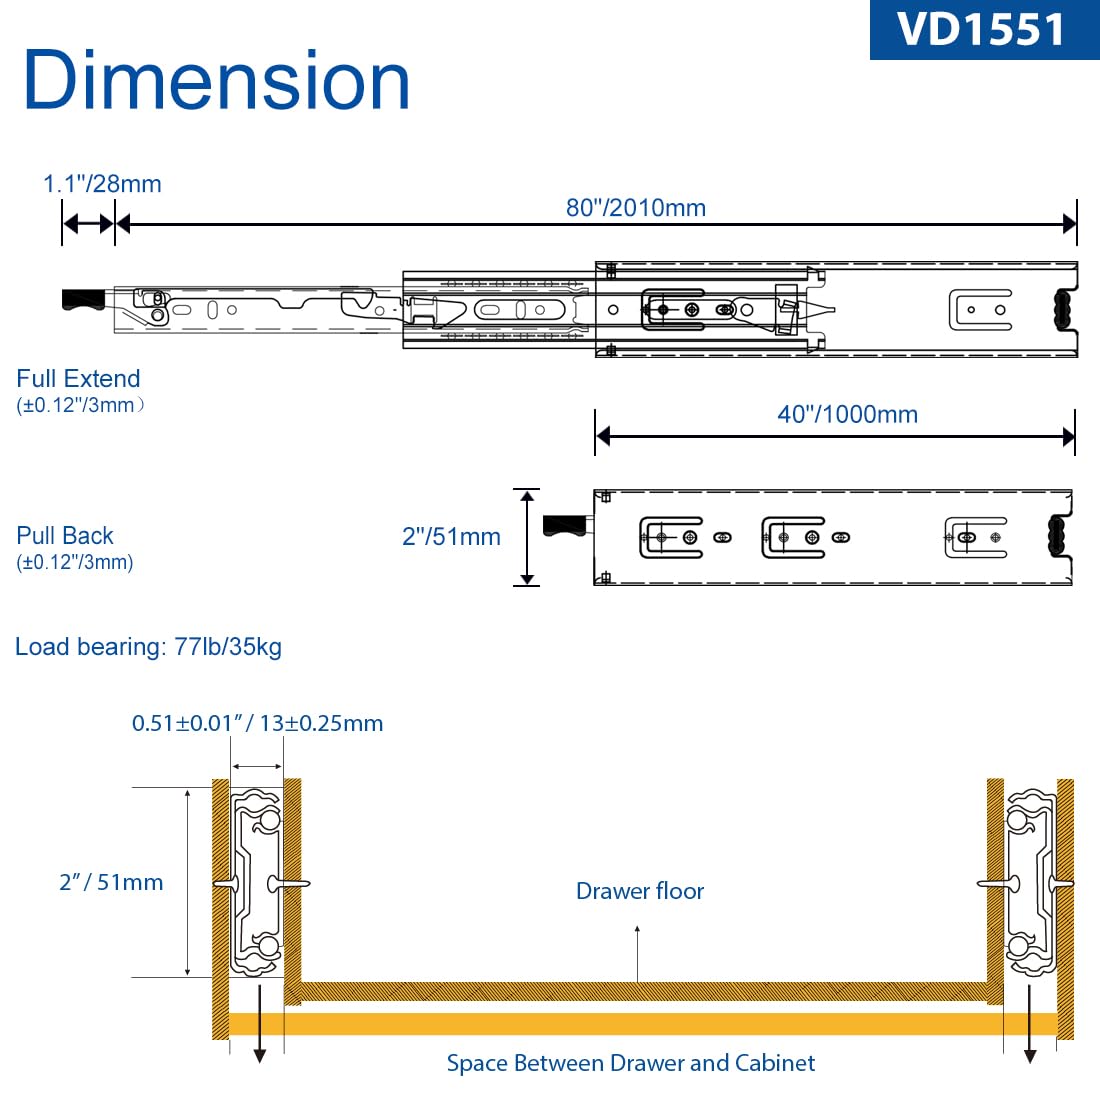 VD1551
Dimension
1.1"/28mm
80"/2010mm
Full Extend
(±0.12"/3mm）
40"/1000mm
Pull Back
(±0.12"/3mm)
2"/51mm
Load bearing: 77lb/35kg
0.51±0.01” / 13±0.25mm
2” / 51mm
Drawer floor
Space Between Drawer and Cabinet